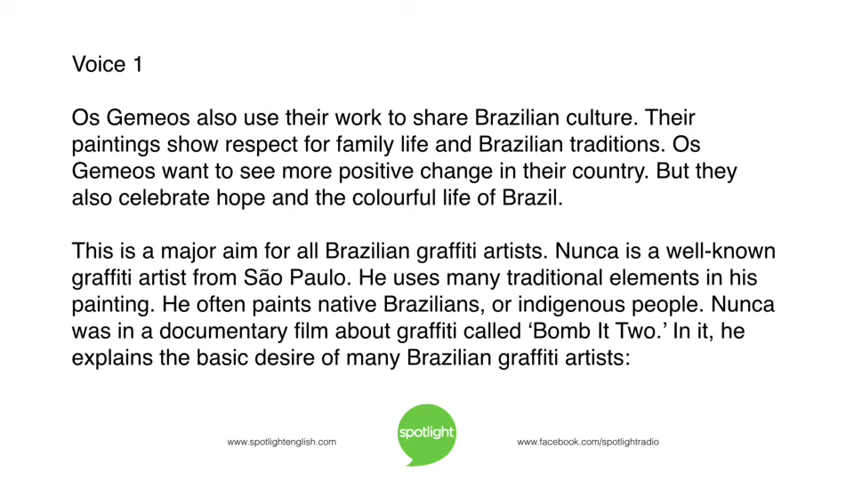 Voice 1
Os Gemeos also use their work to share Brazilian culture. Their
paintings show respect for family life and Brazilian traditions. Os
Gemeos want to see more positive change in their country. But they
also celebrate hope and the colourful life of Brazil.
This is a major aim for all Brazilian graffiti artists. Nunca is a well-known
graffiti artist from São Paulo. He uses many traditional elements in his
painting. He often paints native Brazilians, or indigenous people. Nunca
was in a documentary film about graffiti called ‘Bomb It Two.’ In it, he
explains the basic desire of many Brazilian graffiti artists:
www.spotlightenglish.com
spotlight
www.facebook.com/spotlightradio